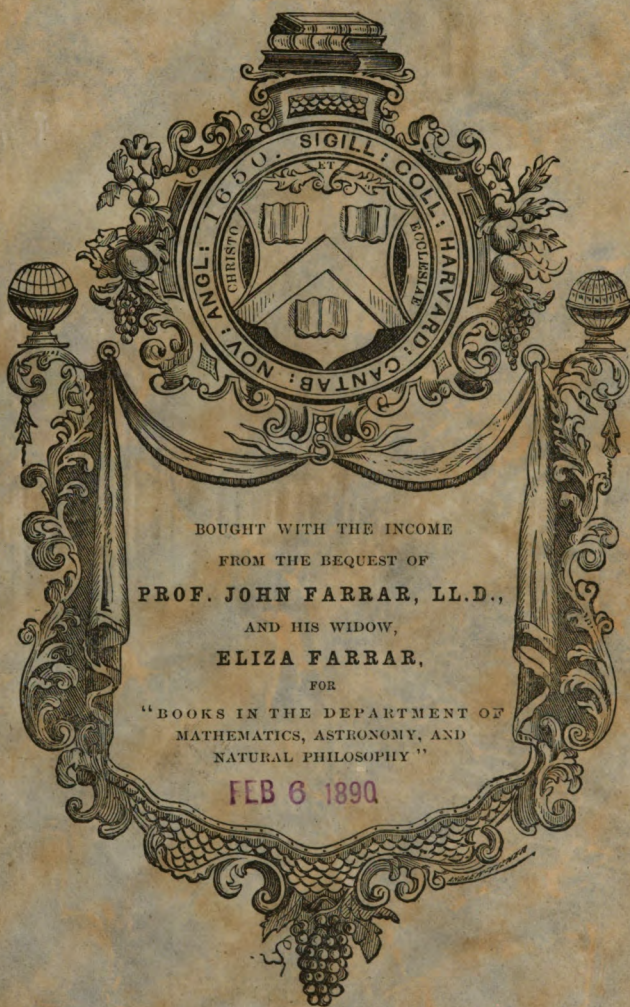 SIGILL: COLL: HARVARD: CANTAB: NOV: ANGL: 1650.
ET
CHRISTO
ECCLESIAE
BOUGHT WITH THE INCOME
FROM THE BEQUEST OF
PROF. JOHN FARRAR, LL.D.,
AND HIS WIDOW,
ELIZA FARRAR,
FOR
"BOOKS IN THE DEPARTMENT OF
MATHEMATICS, ASTRONOMY, AND
NATURAL PHILOSOPHY"
FEB 6 1890